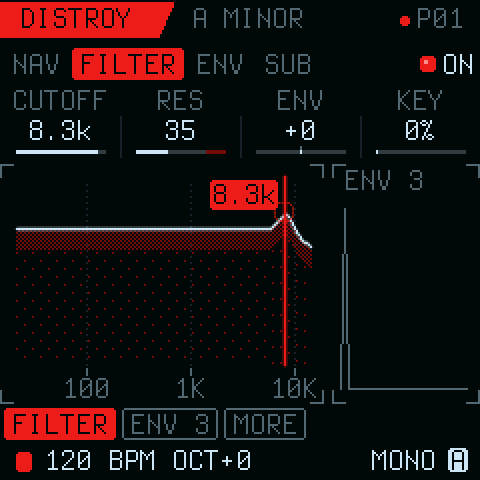 DISTROY A MINOR P01
NAV FILTER ENV SUB ON
CUTOFF RES ENV KEY
8.3k 35 +0 0%
ENV 3
8.3k
100 1K 10K
FILTER ENV 3 MORE
120 BPM OCT+0 MONO A